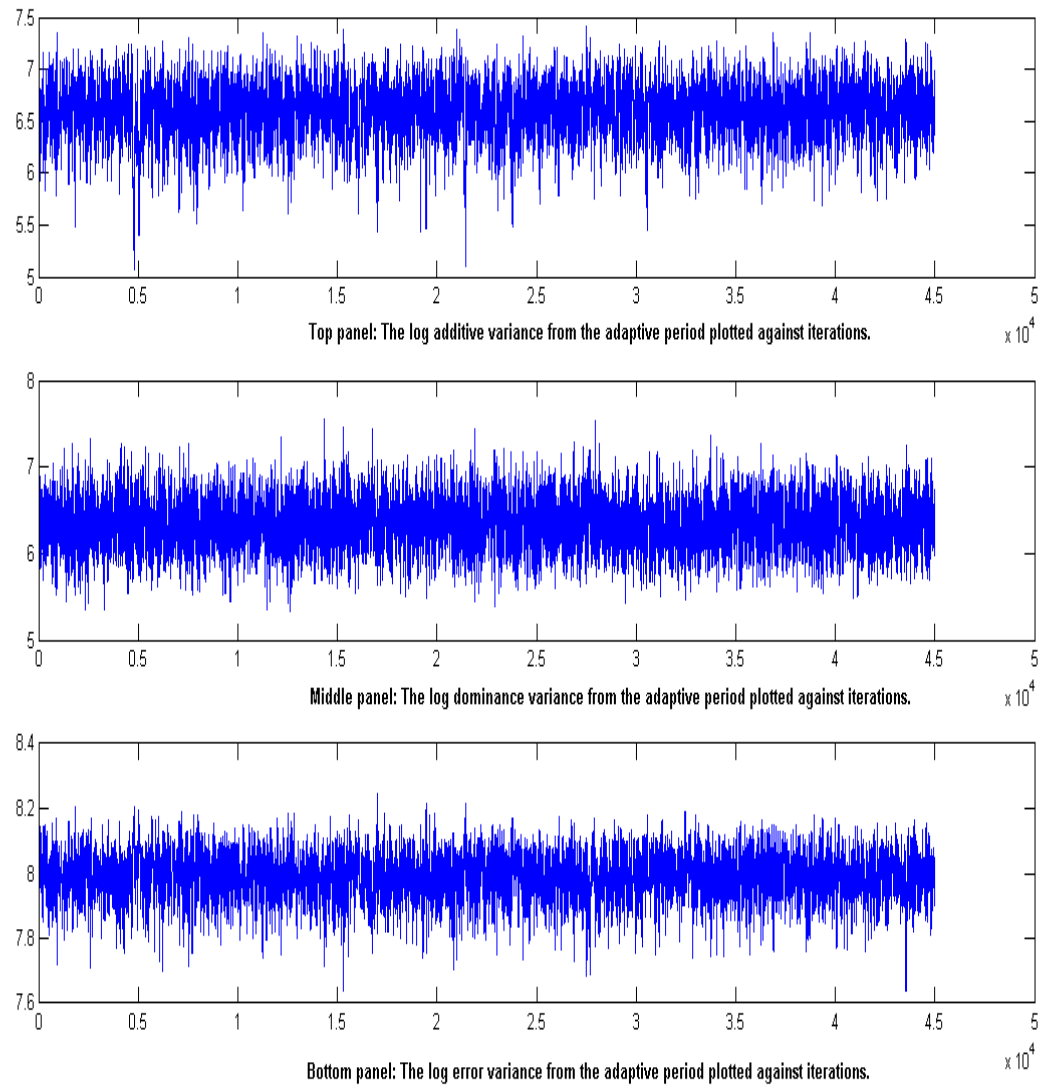 7.5
7
6.5
6
5.5
5
0 0.5 1 1.5 2 2.5 3 3.5 4 4.5 5
x 10^4
Top panel: The log additive variance from the adaptive period plotted against iterations.
8
7
6
5
0 0.5 1 1.5 2 2.5 3 3.5 4 4.5 5
x 10^4
Middle panel: The log dominance variance from the adaptive period plotted against iterations.
8.4
8.2
8
7.8
7.6
0 0.5 1 1.5 2 2.5 3 3.5 4 4.5 5
x 10^4
Bottom panel: The log error variance from the adaptive period plotted against iterations.